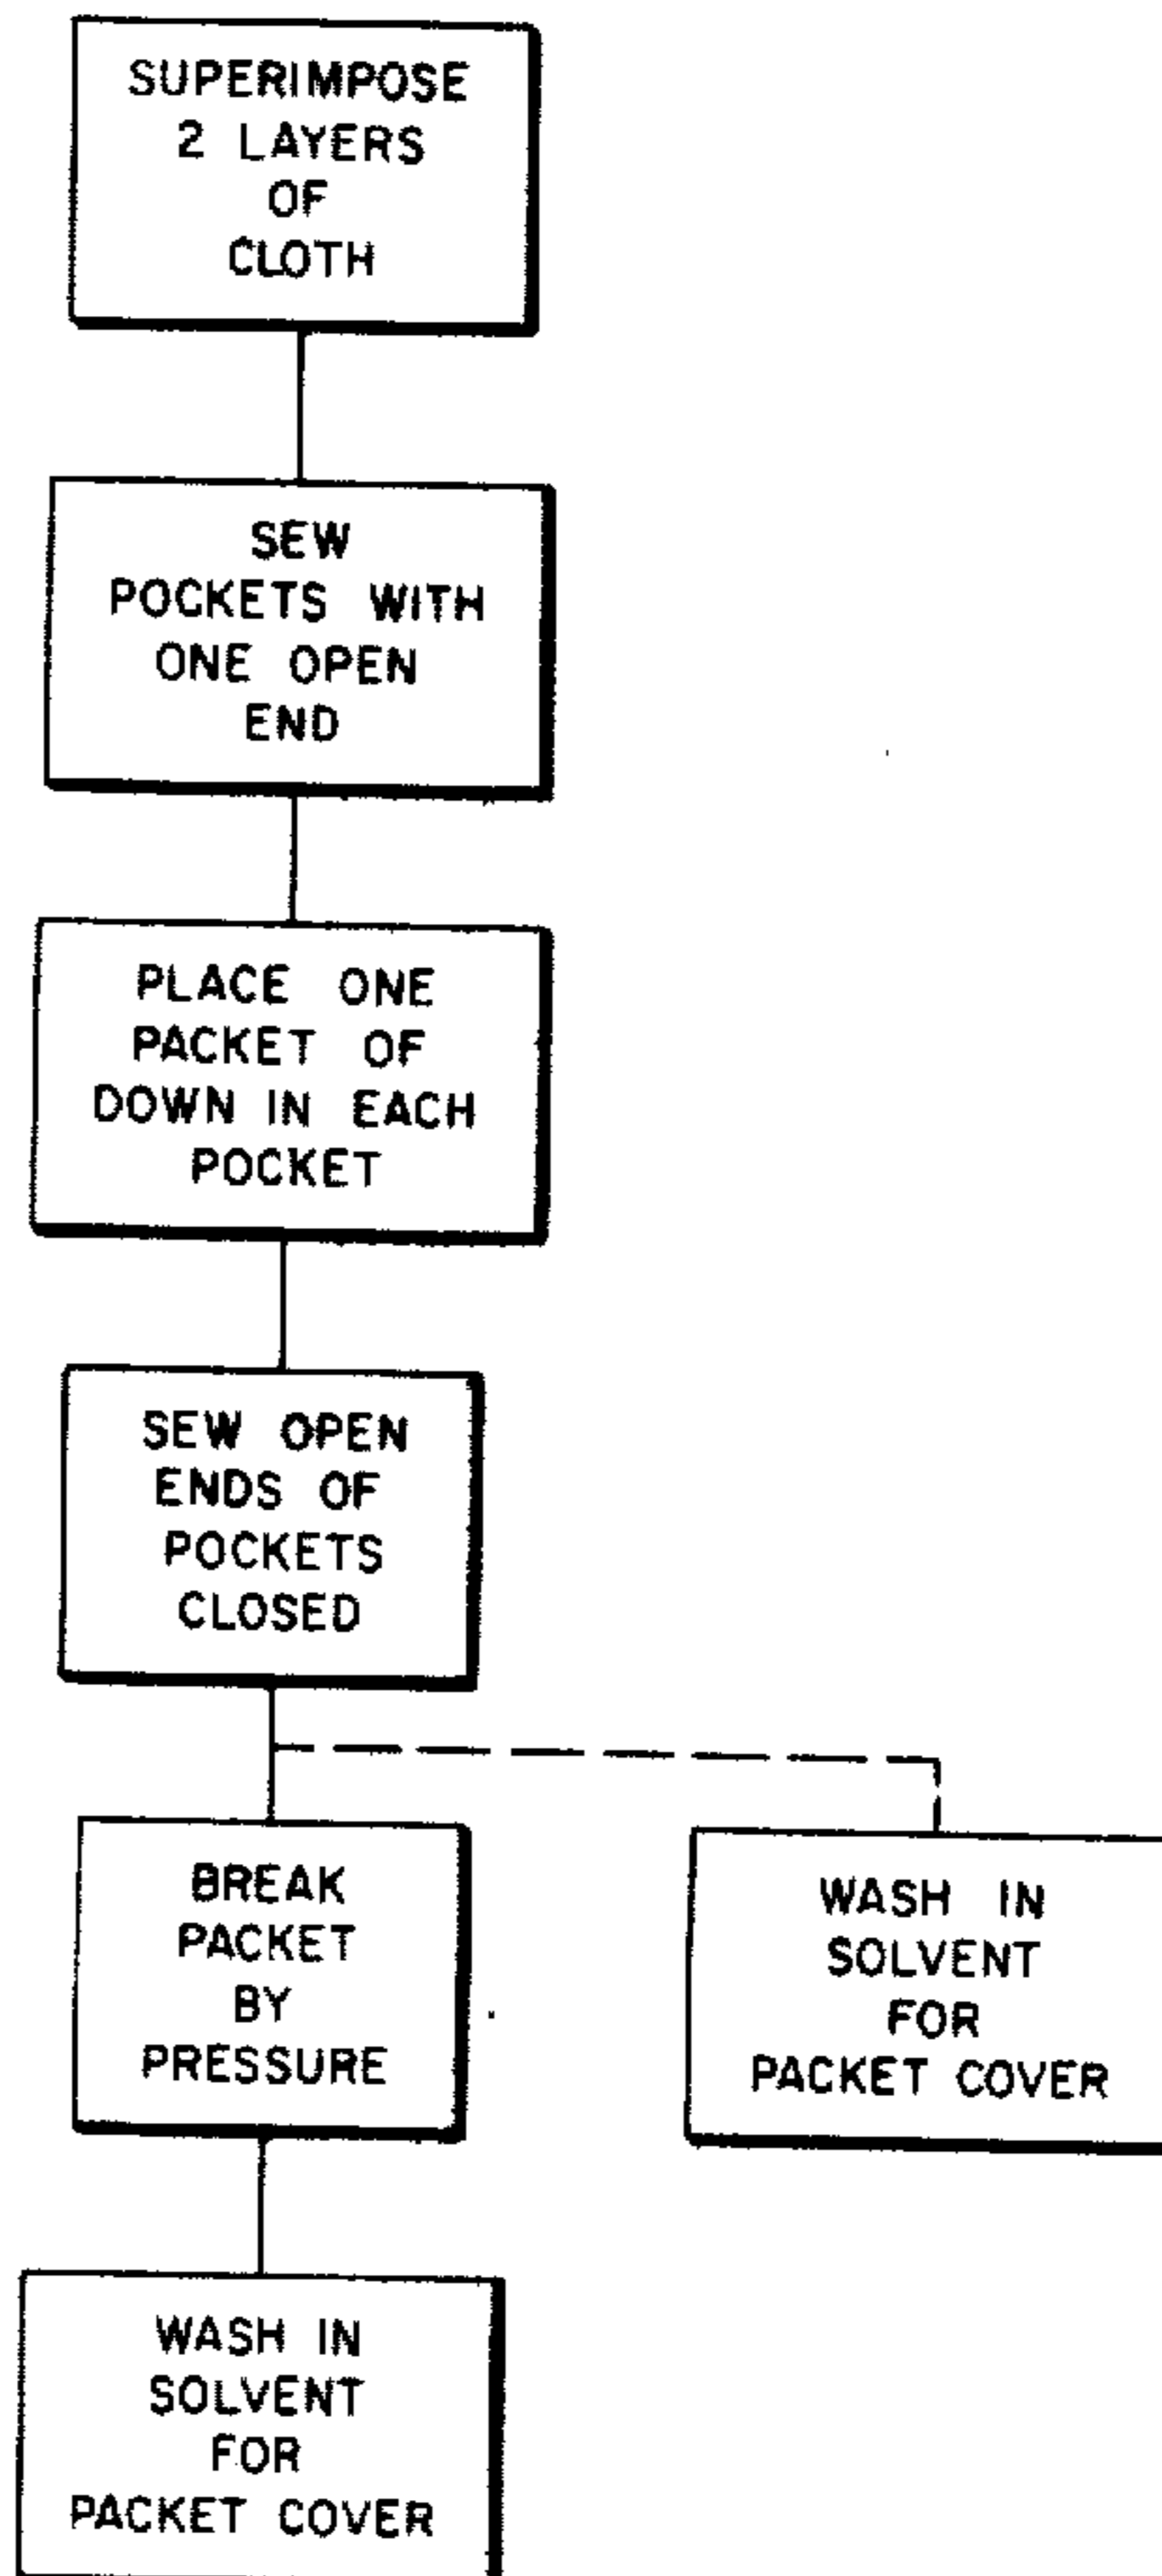 SUPERIMPOSE
2 LAYERS
OF
CLOTH
SEW
POCKETS WITH
ONE OPEN
END
PLACE ONE
PACKET OF
DOWN IN EACH
POCKET
SEW OPEN
ENDS OF
POCKETS
CLOSED
BREAK
PACKET
BY
PRESSURE
WASH IN
SOLVENT
FOR
PACKET COVER
WASH IN
SOLVENT
FOR
PACKET COVER